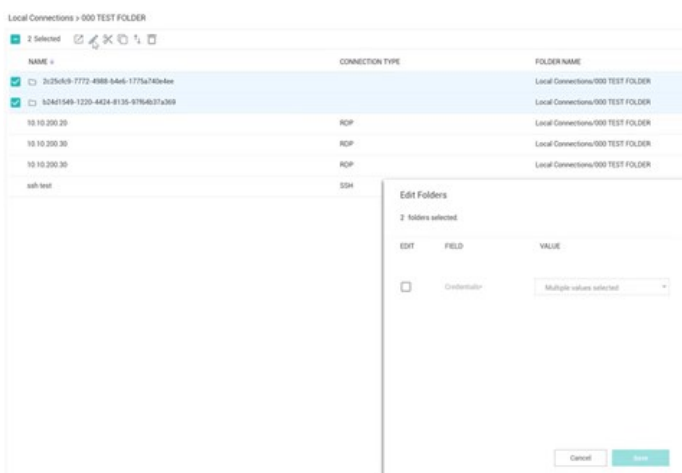 Local Connections > 000 TEST FOLDER
2 Selected
NAME CONNECTION TYPE FOLDER NAME
2c25cfc9-7772-4988-b4e6-1775a740e4ee Local Connections/000 TEST FOLDER
b24d1549-1220-4424-8135-97f64b37a369 Local Connections/000 TEST FOLDER
10.10.200.20 RDP Local Connections/000 TEST FOLDER
10.10.200.30 RDP Local Connections/000 TEST FOLDER
10.10.200.30 RDP Local Connections/000 TEST FOLDER
ssh test SSH
Edit Folders
2 folders selected.
EDIT FIELD VALUE
Credentials Multiple values selected
Cancel Save